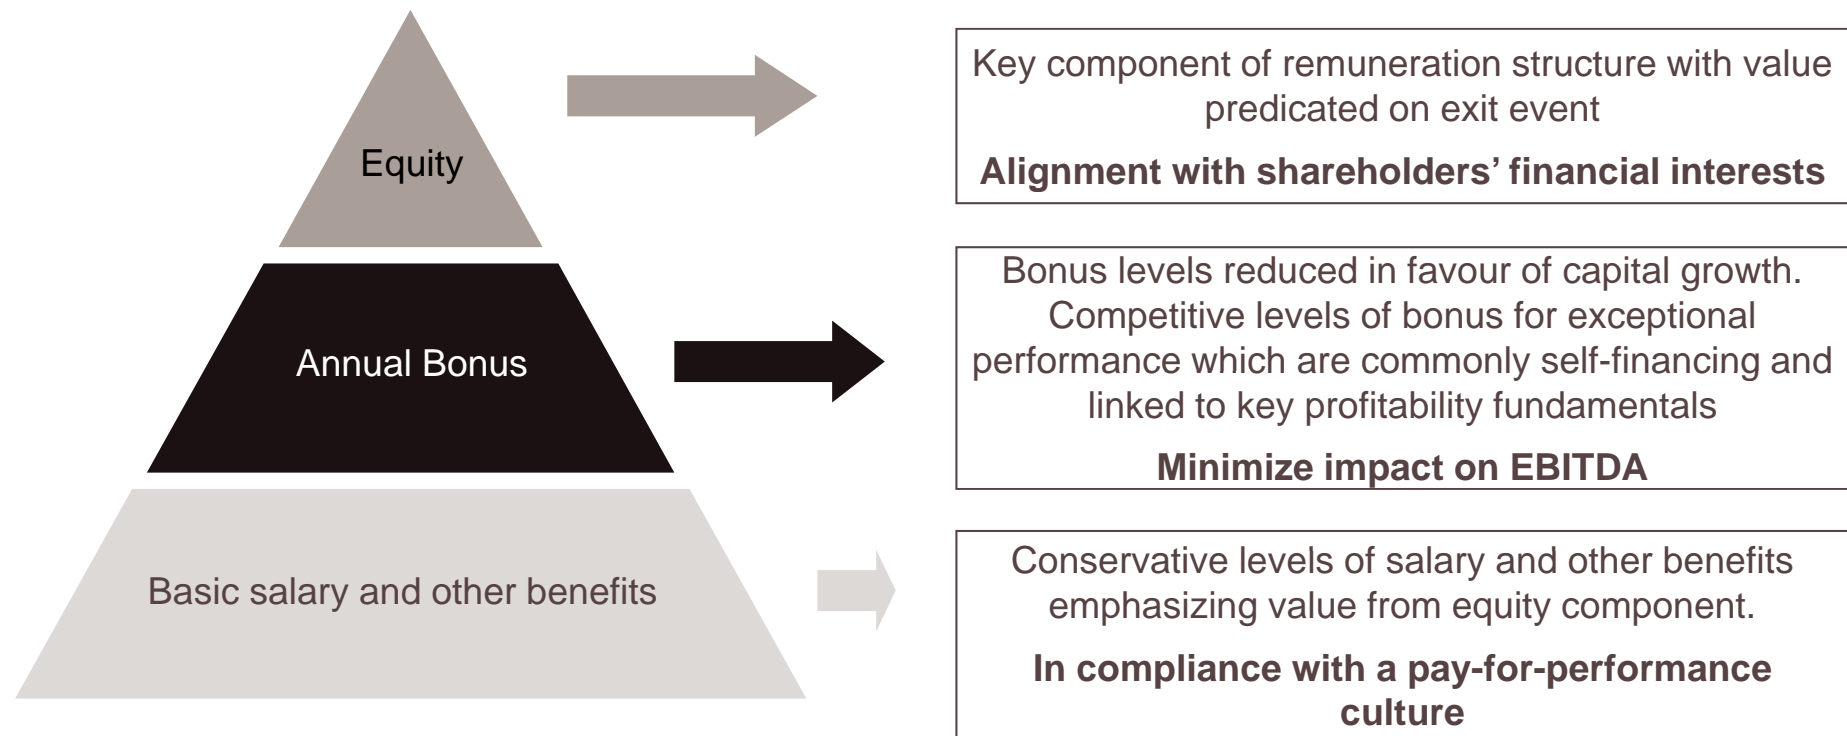 Equity
Key component of remuneration structure with value
predicated on exit event
Alignment with shareholders’ financial interests
Annual Bonus
Bonus levels reduced in favour of capital growth.
Competitive levels of bonus for exceptional
performance which are commonly self-financing and
linked to key profitability fundamentals
Minimize impact on EBITDA
Basic salary and other benefits
Conservative levels of salary and other benefits
emphasizing value from equity component.
In compliance with a pay-for-performance
culture